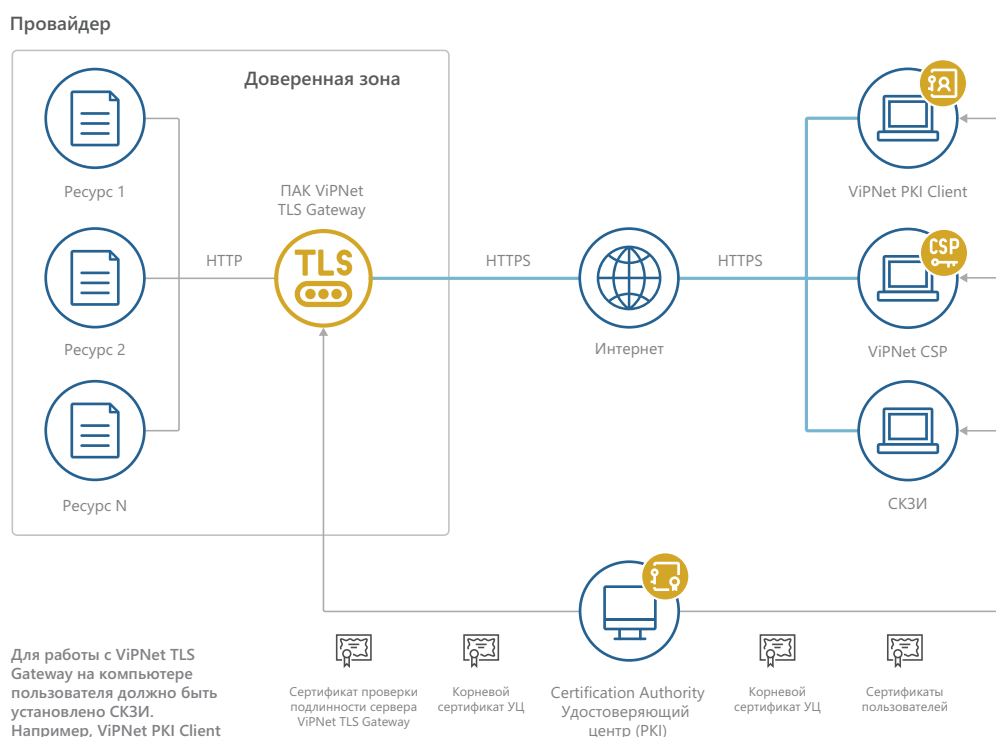 Провайдер
Доверенная зона
Ресурс 1
ПАК ViPNet
TLS Gateway
ViPNet PKI Client
HTTP
TLS
HTTPS
HTTPS
CSP
Ресурс 2
Интернет
ViPNet CSP
Ресурс N
СКЗИ
Для работы с ViPNet TLS
Gateway на компьютере
пользователя должно быть
установлено СКЗИ.
Например, ViPNet PKI Client
Сертификат проверки
подлинности сервера
ViPNet TLS Gateway
Корневой
сертификат УЦ
Certification Authority
Удостоверяющий
центр (PKI)
Корневой
сертификат УЦ
Сертификаты
пользователей